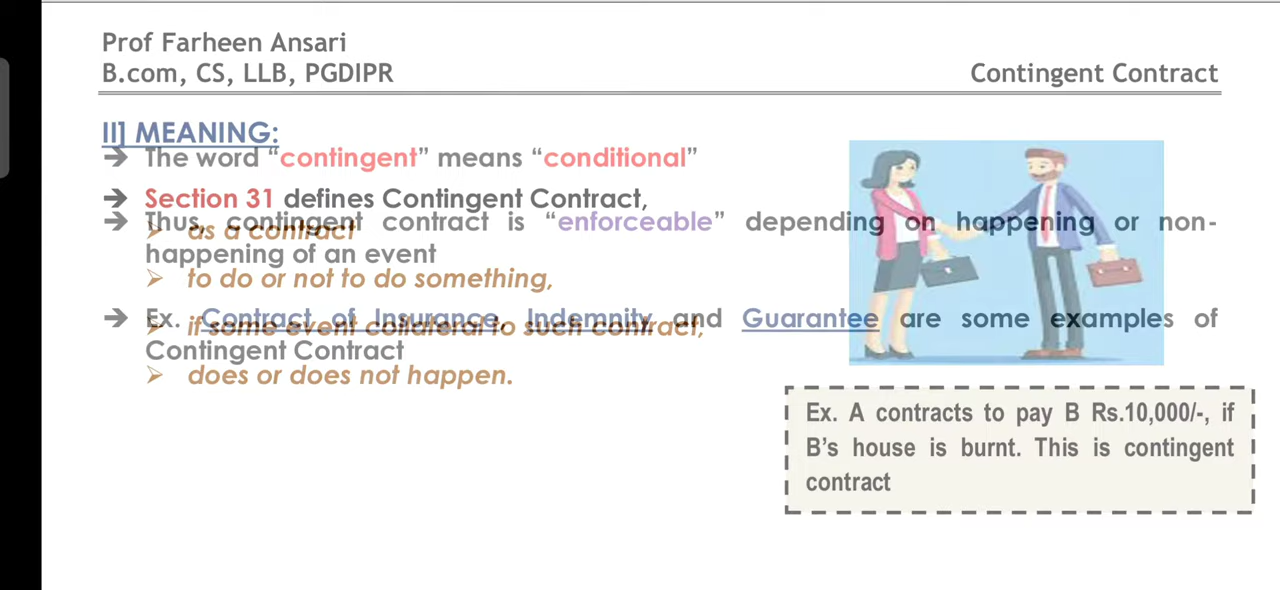 Prof Farheen Ansari
B.com, CS, LLB, PGDIPR
Contingent Contract
II] MEANING:
➔ The word “contingent” means “conditional”
➔ Section 31 defines Contingent Contract,
➔ Thus, contingent contract is “enforceable” depending on happening or non-
➢ as a contract
happening of an event
➢ to do or not to do something,
➔ Ex. Contract of Insurance, Indemnity and Guarantee are some examples of
➢ if some event collateral to such contract,
Contingent Contract
➢ does or does not happen.
Ex. A contracts to pay B Rs.10,000/-, if
B’s house is burnt. This is contingent
contract